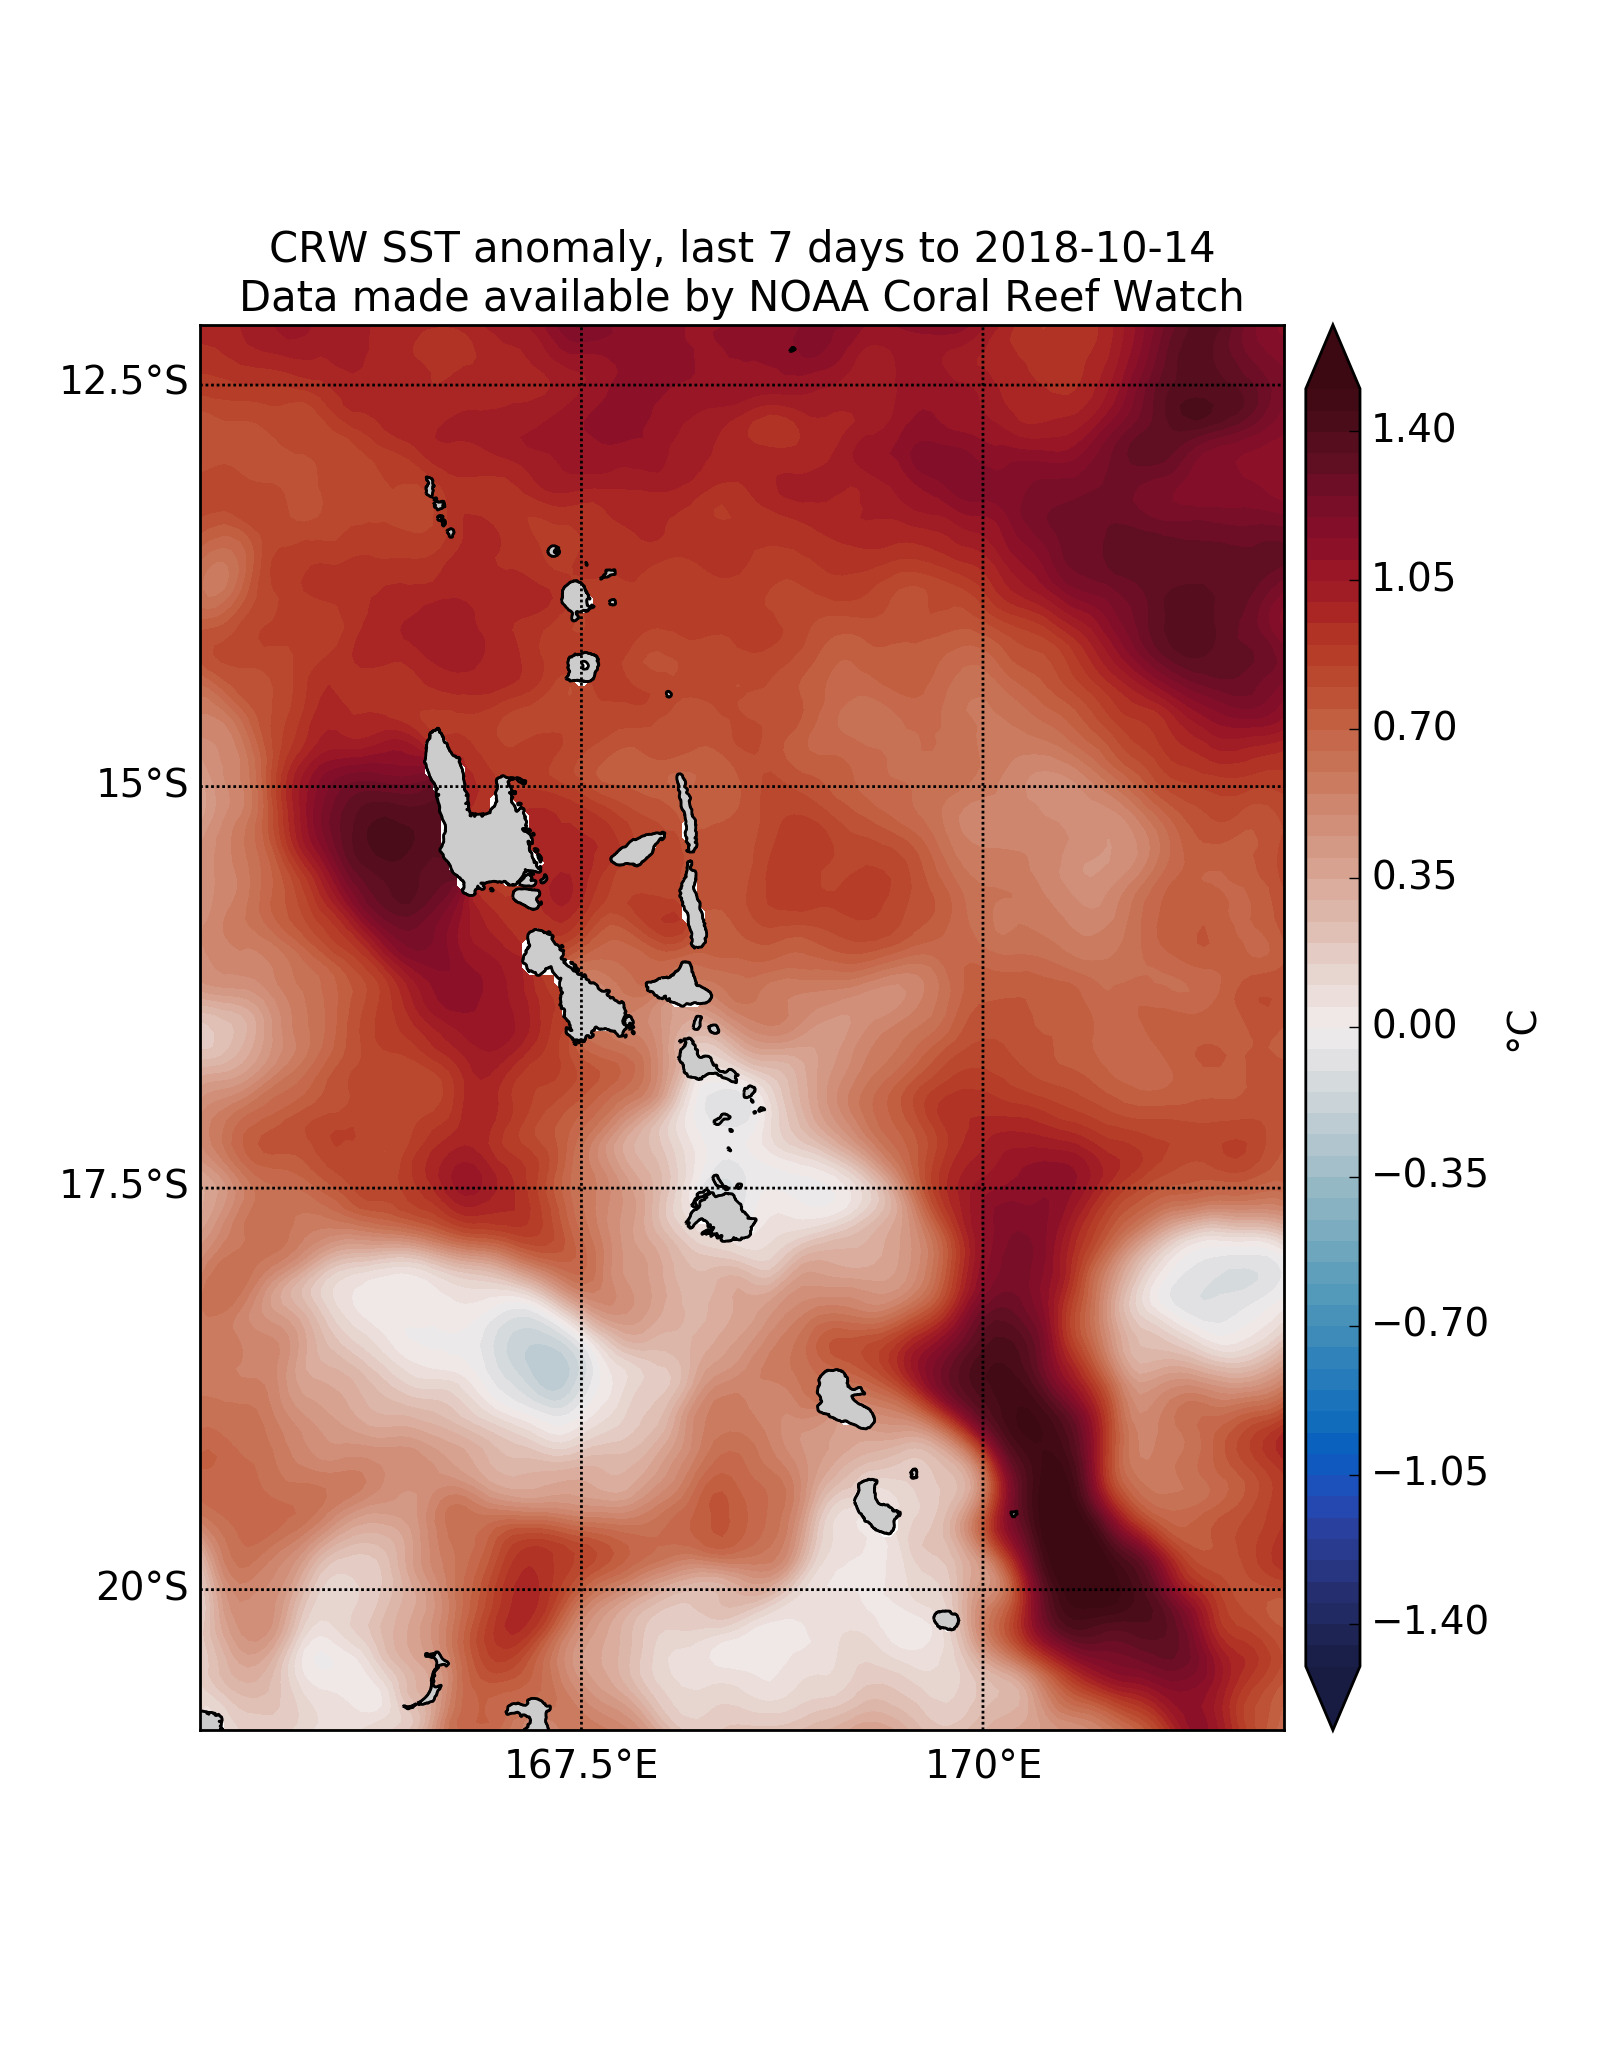 CRW SST anomaly, last 7 days to 2018-10-14
Data made available by NOAA Coral Reef Watch
12.5°S
15°S
17.5°S
20°S
167.5°E
170°E
1.40
1.05
0.70
0.35
0.00
−0.35
−0.70
−1.05
−1.40
°C